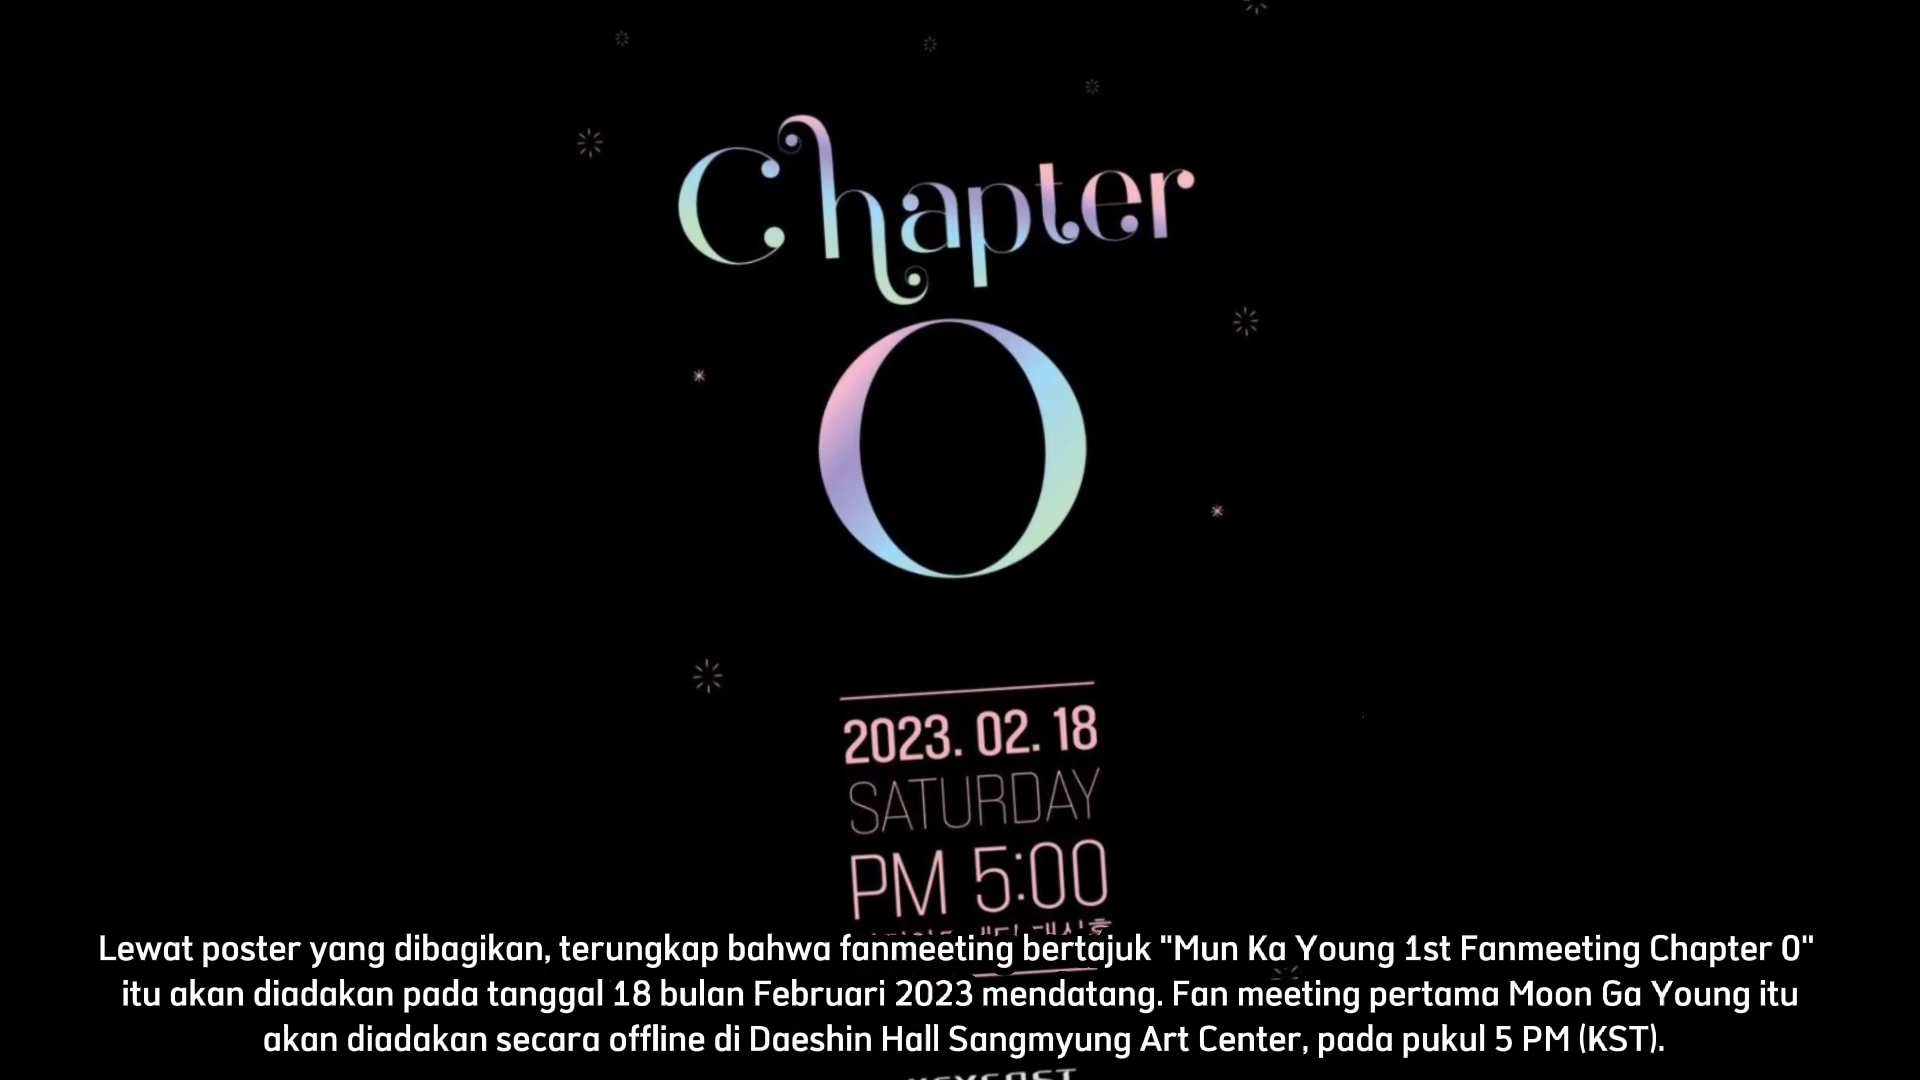 Chapter
0
2023. 02. 18
SATURDAY
PM 5:00
Lewat poster yang dibagikan, terungkap bahwa fanmeeting bertajuk "Mun Ka Young 1st Fanmeeting Chapter 0"
itu akan diadakan pada tanggal 18 bulan Februari 2023 mendatang. Fan meeting pertama Moon Ga Young itu
akan diadakan secara offline di Daeshin Hall Sangmyung Art Center, pada pukul 5 PM (KST).